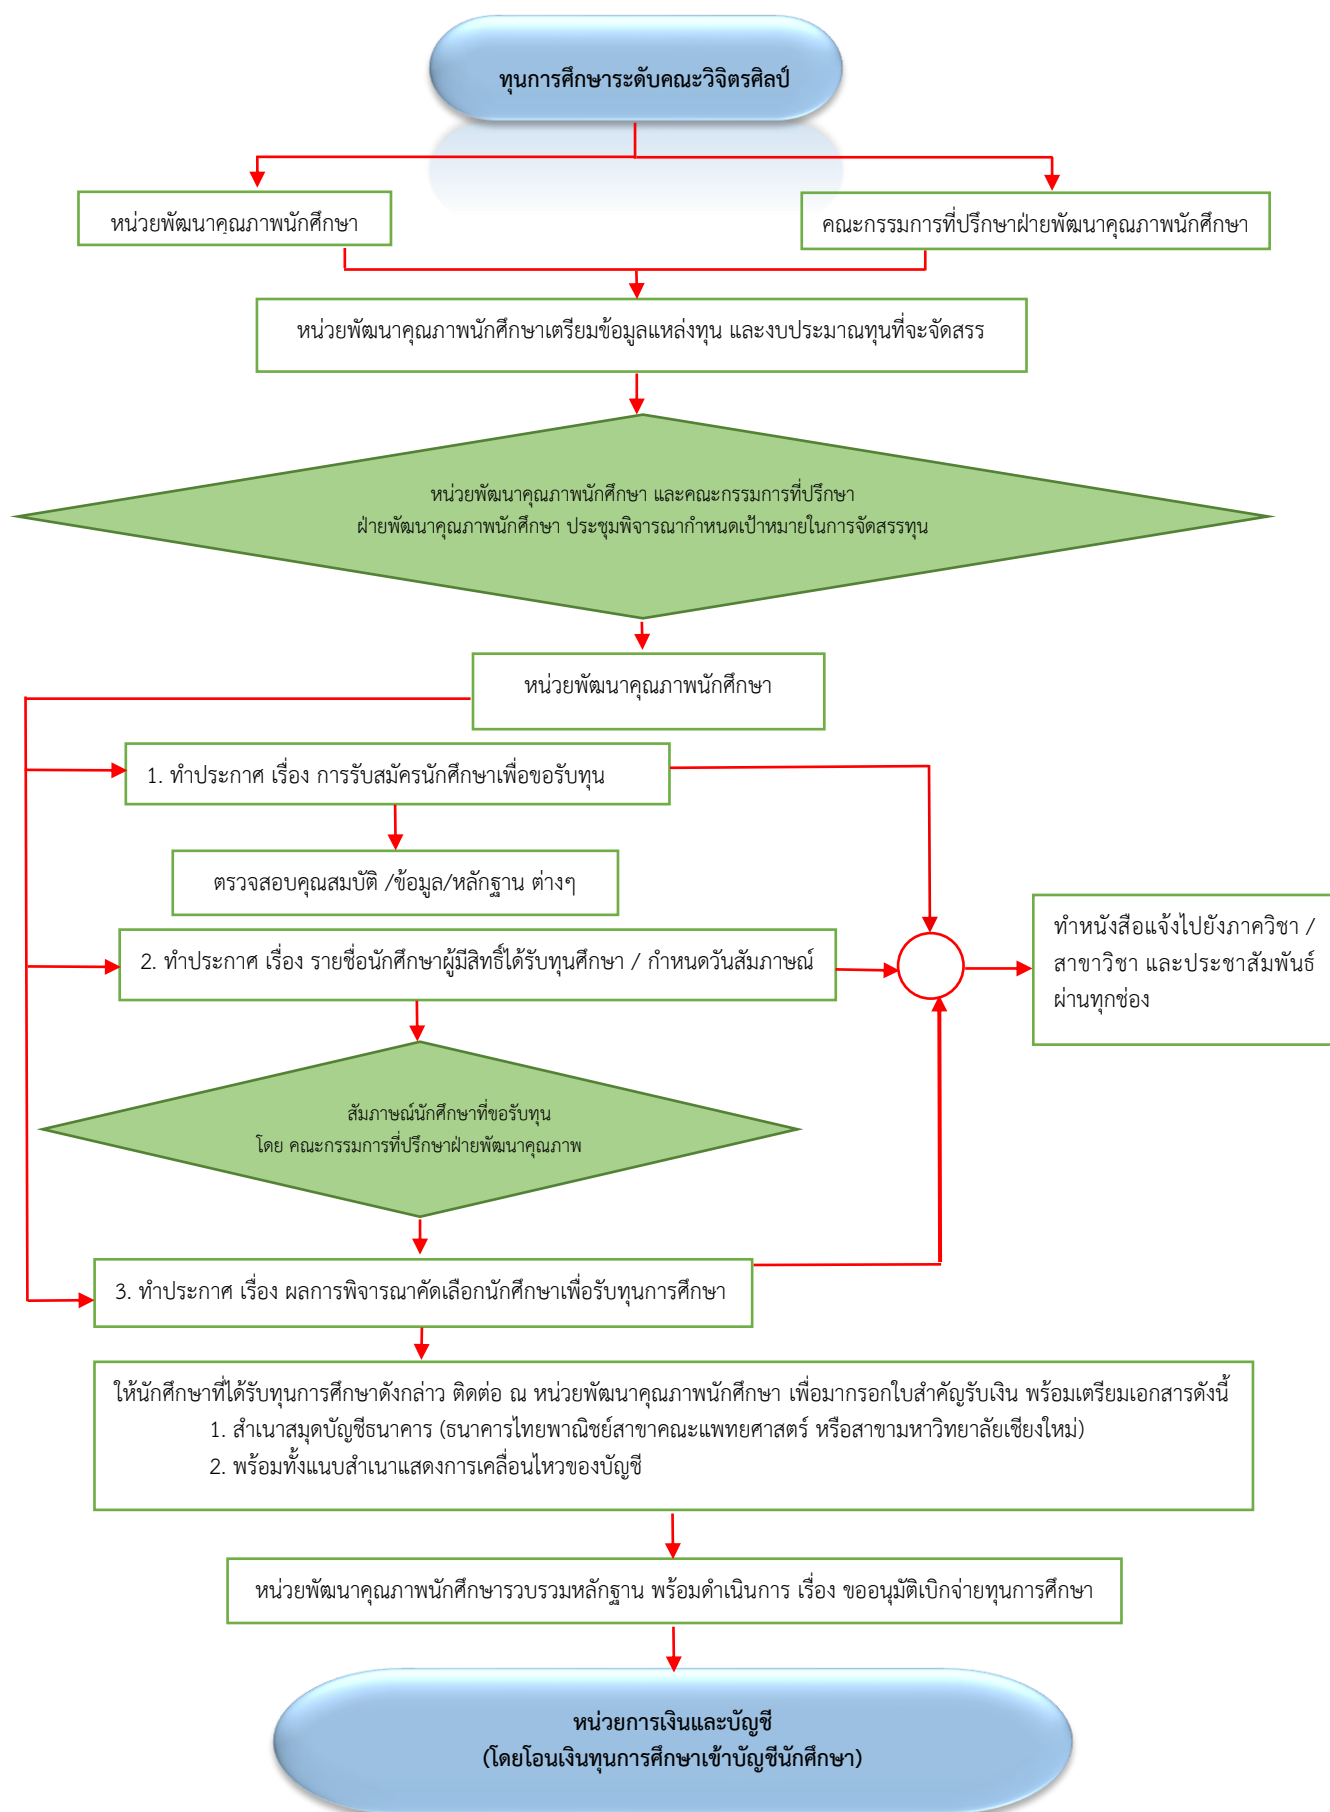 ทุนการศึกษาระดับคณะวิจิตรศิลป์
หน่วยพัฒนาคุณภาพนักศึกษา
คณะกรรมการที่ปรึกษาฝ่ายพัฒนาคุณภาพนักศึกษา
หน่วยพัฒนาคุณภาพนักศึกษาเตรียมข้อมูลแหล่งทุน และงบประมาณทุนที่จะจัดสรร
หน่วยพัฒนาคุณภาพนักศึกษา และคณะกรรมการที่ปรึกษา
ฝ่ายพัฒนาคุณภาพนักศึกษา ประชุมพิจารณากำหนดเป้าหมายในการจัดสรรทุน
หน่วยพัฒนาคุณภาพนักศึกษา
1. ทำประกาศ เรื่อง การรับสมัครนักศึกษาเพื่อขอรับทุน
ตรวจสอบคุณสมบัติ /ข้อมูล/หลักฐาน ต่างๆ
2. ทำประกาศ เรื่อง รายชื่อนักศึกษาผู้มีสิทธิ์ได้รับทุนศึกษา / กำหนดวันสัมภาษณ์
ทำหนังสือแจ้งไปยังภาควิชา /
สาขาวิชา และประชาสัมพันธ์
ผ่านทุกช่อง
สัมภาษณ์นักศึกษาที่ขอรับทุน
โดย คณะกรรมการที่ปรึกษาฝ่ายพัฒนาคุณภาพ
3. ทำประกาศ เรื่อง ผลการพิจารณาคัดเลือกนักศึกษาเพื่อรับทุนการศึกษา
ให้นักศึกษาที่ได้รับทุนการศึกษาดังกล่าว ติดต่อ ณ หน่วยพัฒนาคุณภาพนักศึกษา เพื่อมากรอกใบสำคัญรับเงิน พร้อมเตรียมเอกสารดังนี้
1. สำเนาสมุดบัญชีธนาคาร (ธนาคารไทยพาณิชย์สาขาคณะแพทยศาสตร์ หรือสาขามหาวิทยาลัยเชียงใหม่)
2. พร้อมทั้งแนบสำเนาแสดงการเคลื่อนไหวของบัญชี
หน่วยพัฒนาคุณภาพนักศึกษารวบรวมหลักฐาน พร้อมดำเนินการ เรื่อง ขออนุมัติเบิกจ่ายทุนการศึกษา
หน่วยการเงินและบัญชี
(โดยโอนเงินทุนการศึกษาเข้าบัญชีนักศึกษา)